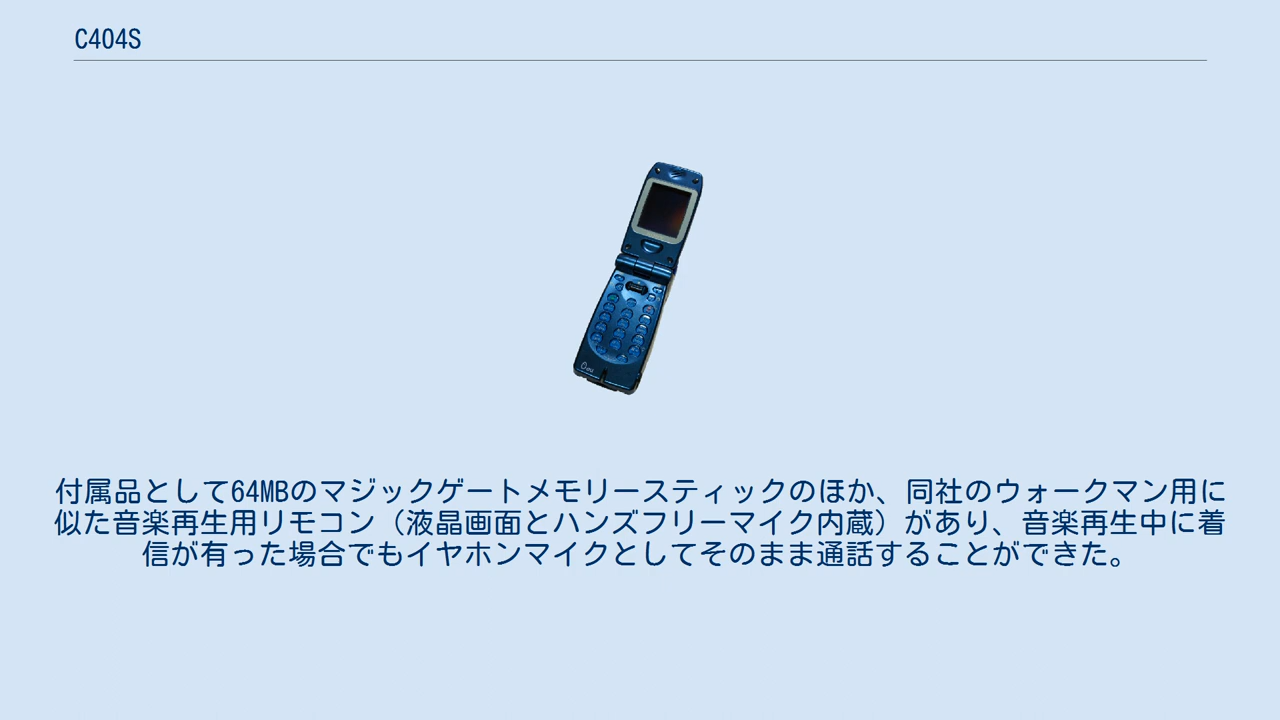 C404S
付属品として64MBのマジックゲートメモリースティックのほか、同社のウォークマン用に
似た音楽再生用リモコン（液晶画面とハンズフリーマイク内蔵）があり、音楽再生中に着
信が有った場合でもイヤホンマイクとしてそのまま通話することができた。